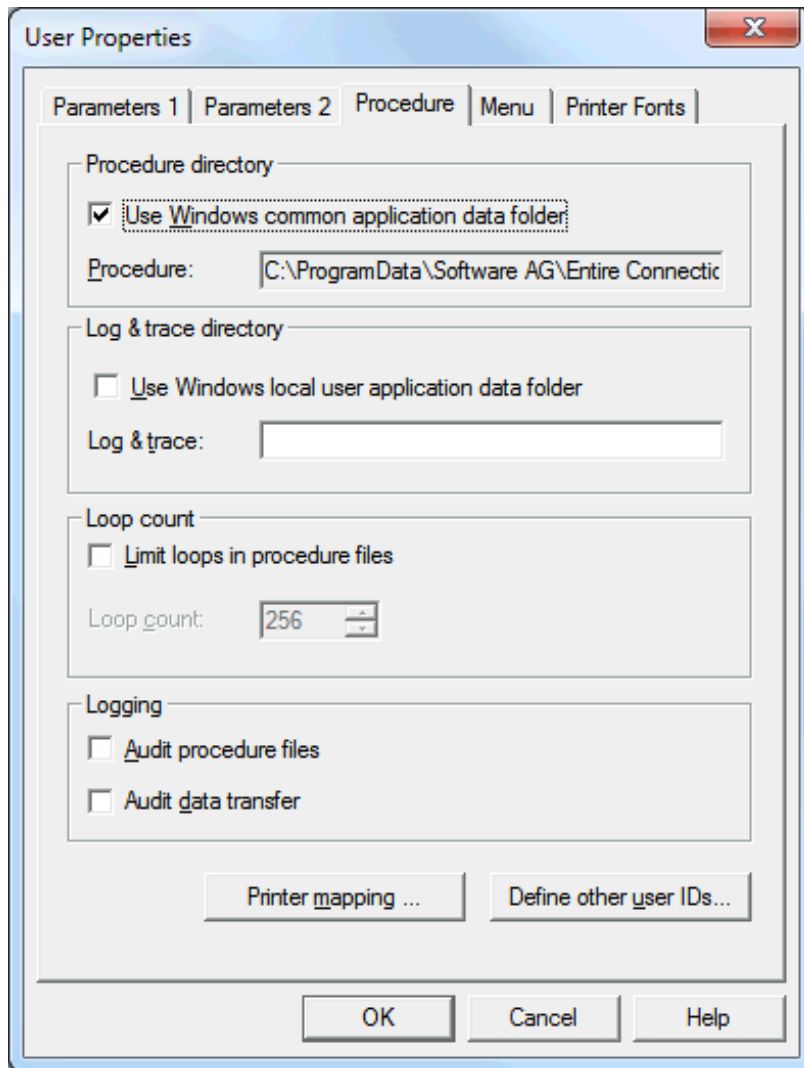 User Properties
Parameters 1 Parameters 2 Procedure Menu Printer Fonts
Procedure directory
Use Windows common application data folder
Procedure: C:\ProgramData\Software AG\Entire Connectic
Log & trace directory
Use Windows local user application data folder
Log & trace:
Loop count
Limit loops in procedure files
Loop count: 256
Logging
Audit procedure files
Audit data transfer
Printer mapping ... Define other user IDs...
OK Cancel Help